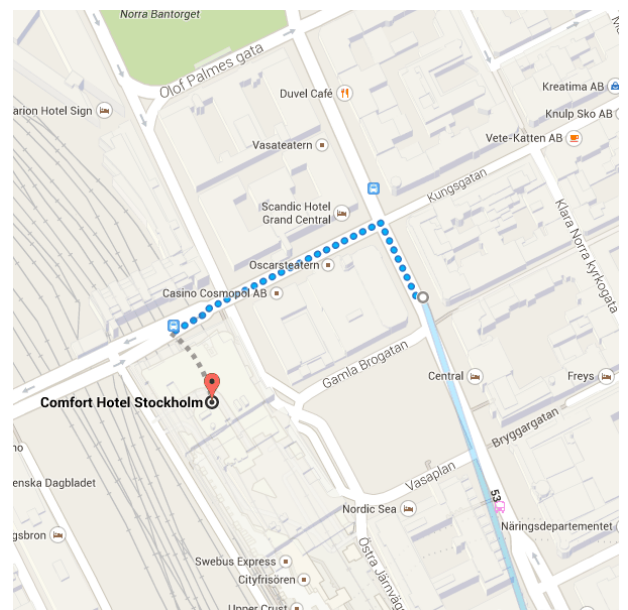 Norra Bantorget
Olof Palmes gata
arion Hotel Sign
Duvel Café
Kreatima AB
Knulp Sko AB
Vete-Katten AB
Vasateatern
Kungsgatan
Scandic Hotel
Grand Central
Klara Norra kyrkogata
Oscarsteatern
Casino Cosmopol AB
Gamla Brogatan
Central
Freys
Comfort Hotel Stockholm
Bryggargatan
Vasaplan
enska Dagbladet
53
Nordic Sea
Näringsdepartementet
gsbron
Östra Järnväg
Swebus Express
Cityfrisören
Upper Crust